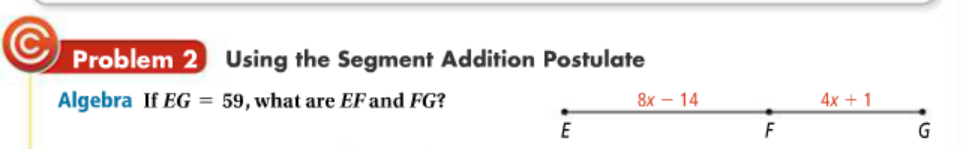 C Problem 2 Using the Segment Addition Postulate
Algebra If EG = 59, what are EF and FG?
8x − 14 4x + 1
E F G